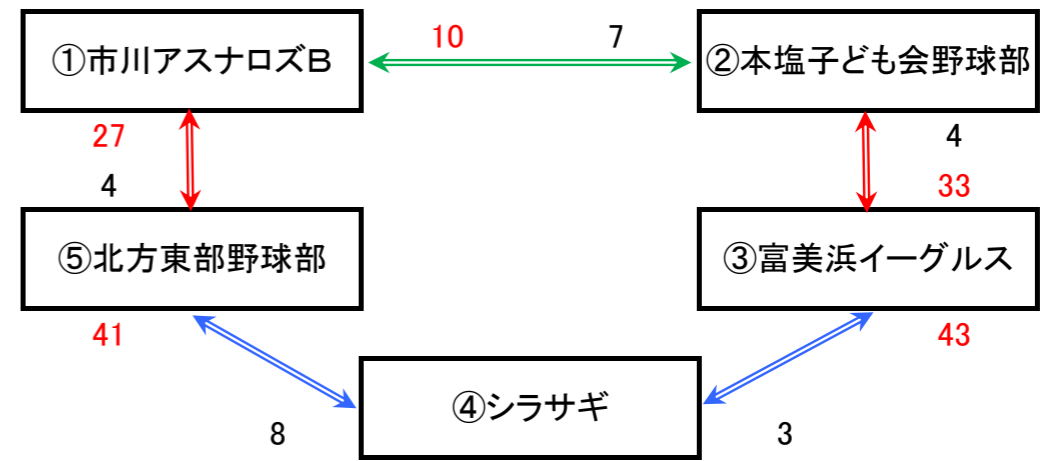 ①市川アスナロズB
10
7
②本塩子ども会野球部
27
4
4
33
⑤北方東部野球部
③富美浜イーグルス
41
43
④シラサギ
8
3